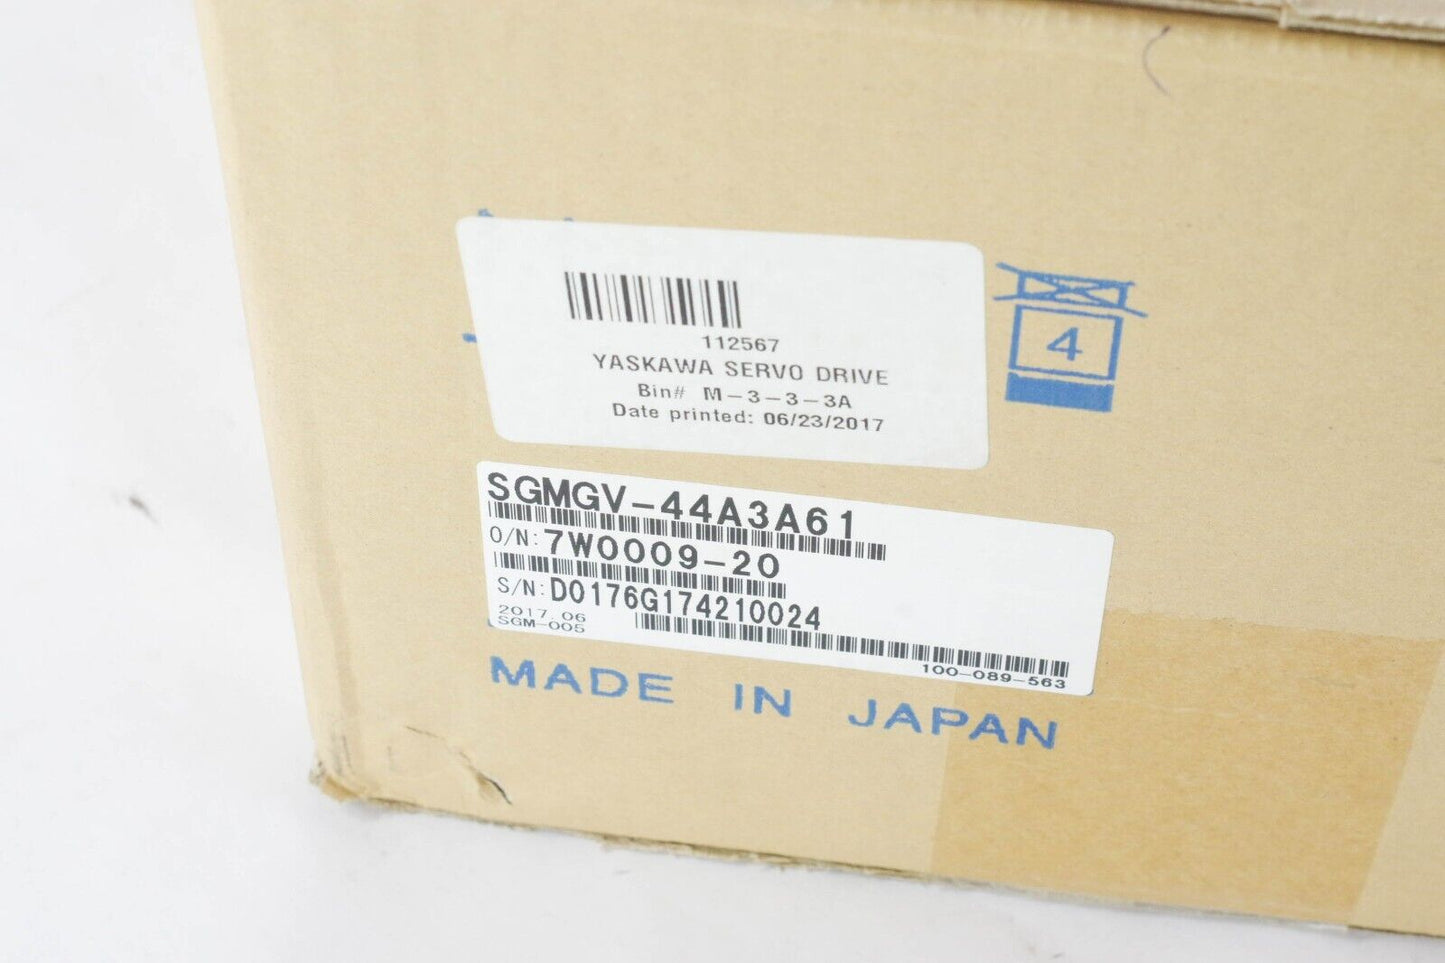 112567
YASKAWA SERVO DRIVE
Bin# M-3-3-3A
Date printed: 06/23/2017
4
SGMGV-44A3A61
O/N: 7W0009-20
S/N: D0176G174210024
2017.06
SGM-005
100-089-563
MADE IN JAPAN